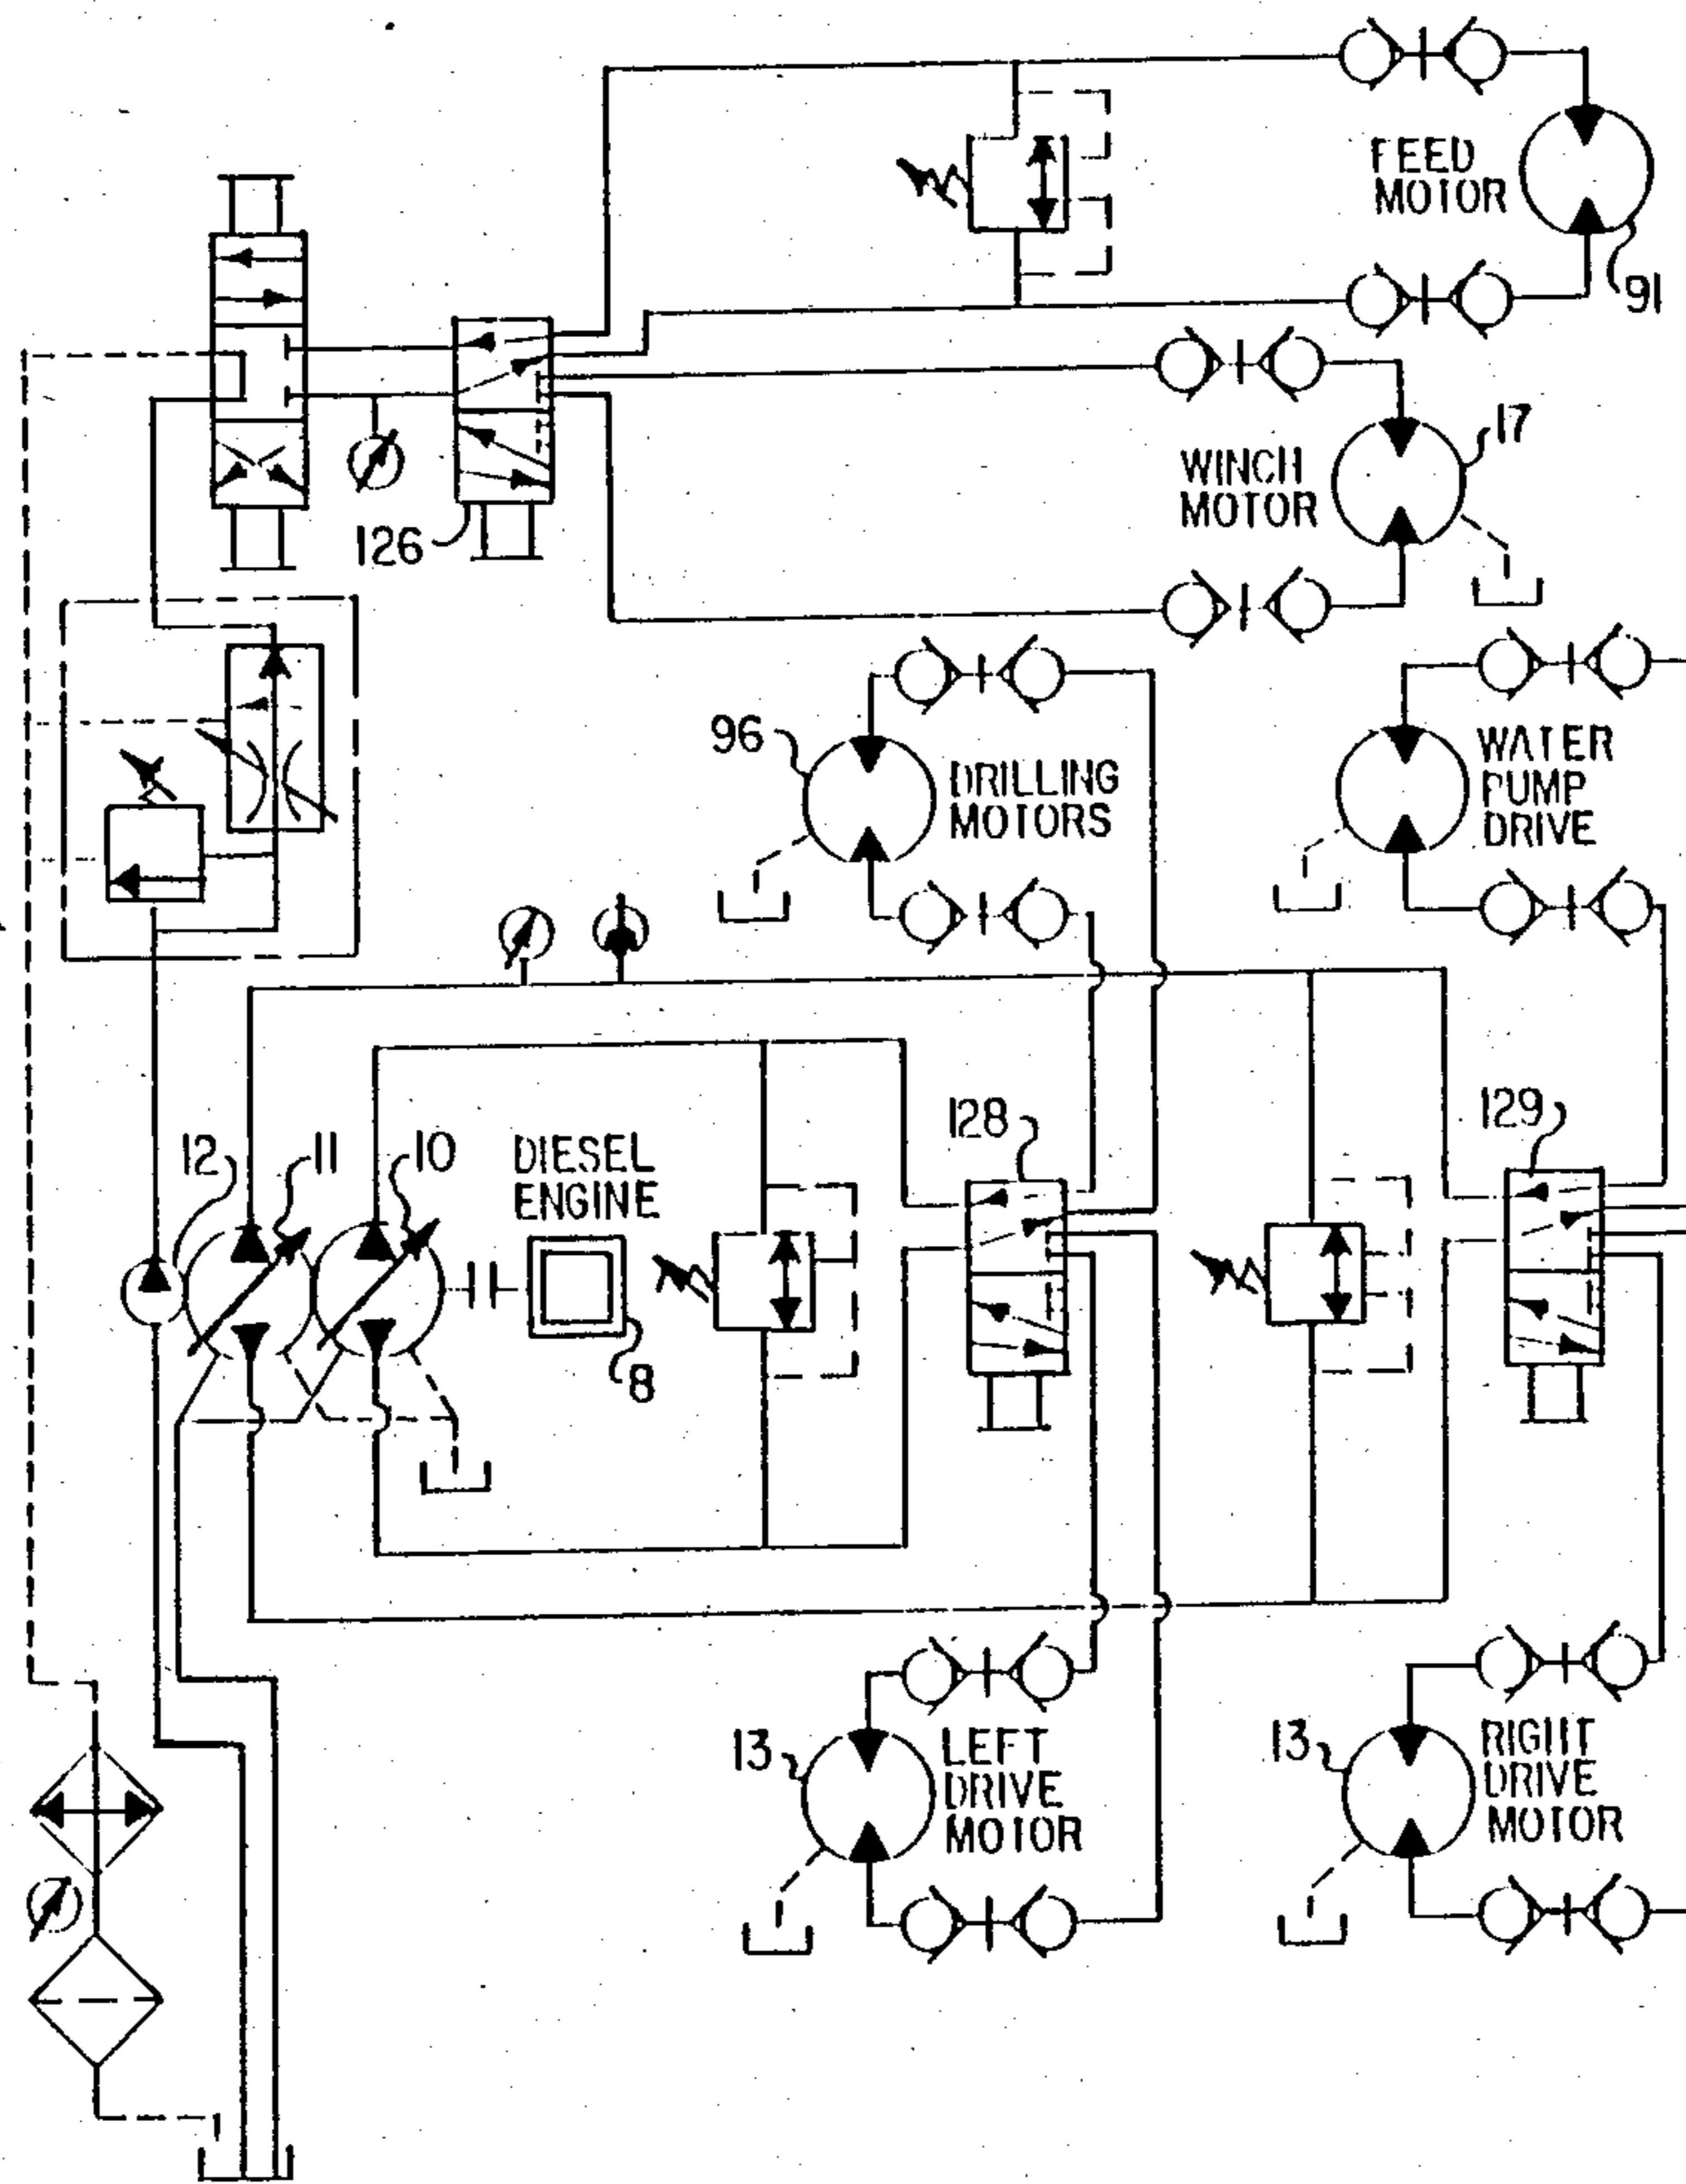 FEED
MOTOR
91
17
WINCH
MOTOR
126
96
DRILLING
MOTORS
WATER
PUMP
DRIVE
128
129
12
11
10
DIESEL
ENGINE
8
13
LEFT
DRIVE
MOTOR
13
RIGHT
DRIVE
MOTOR